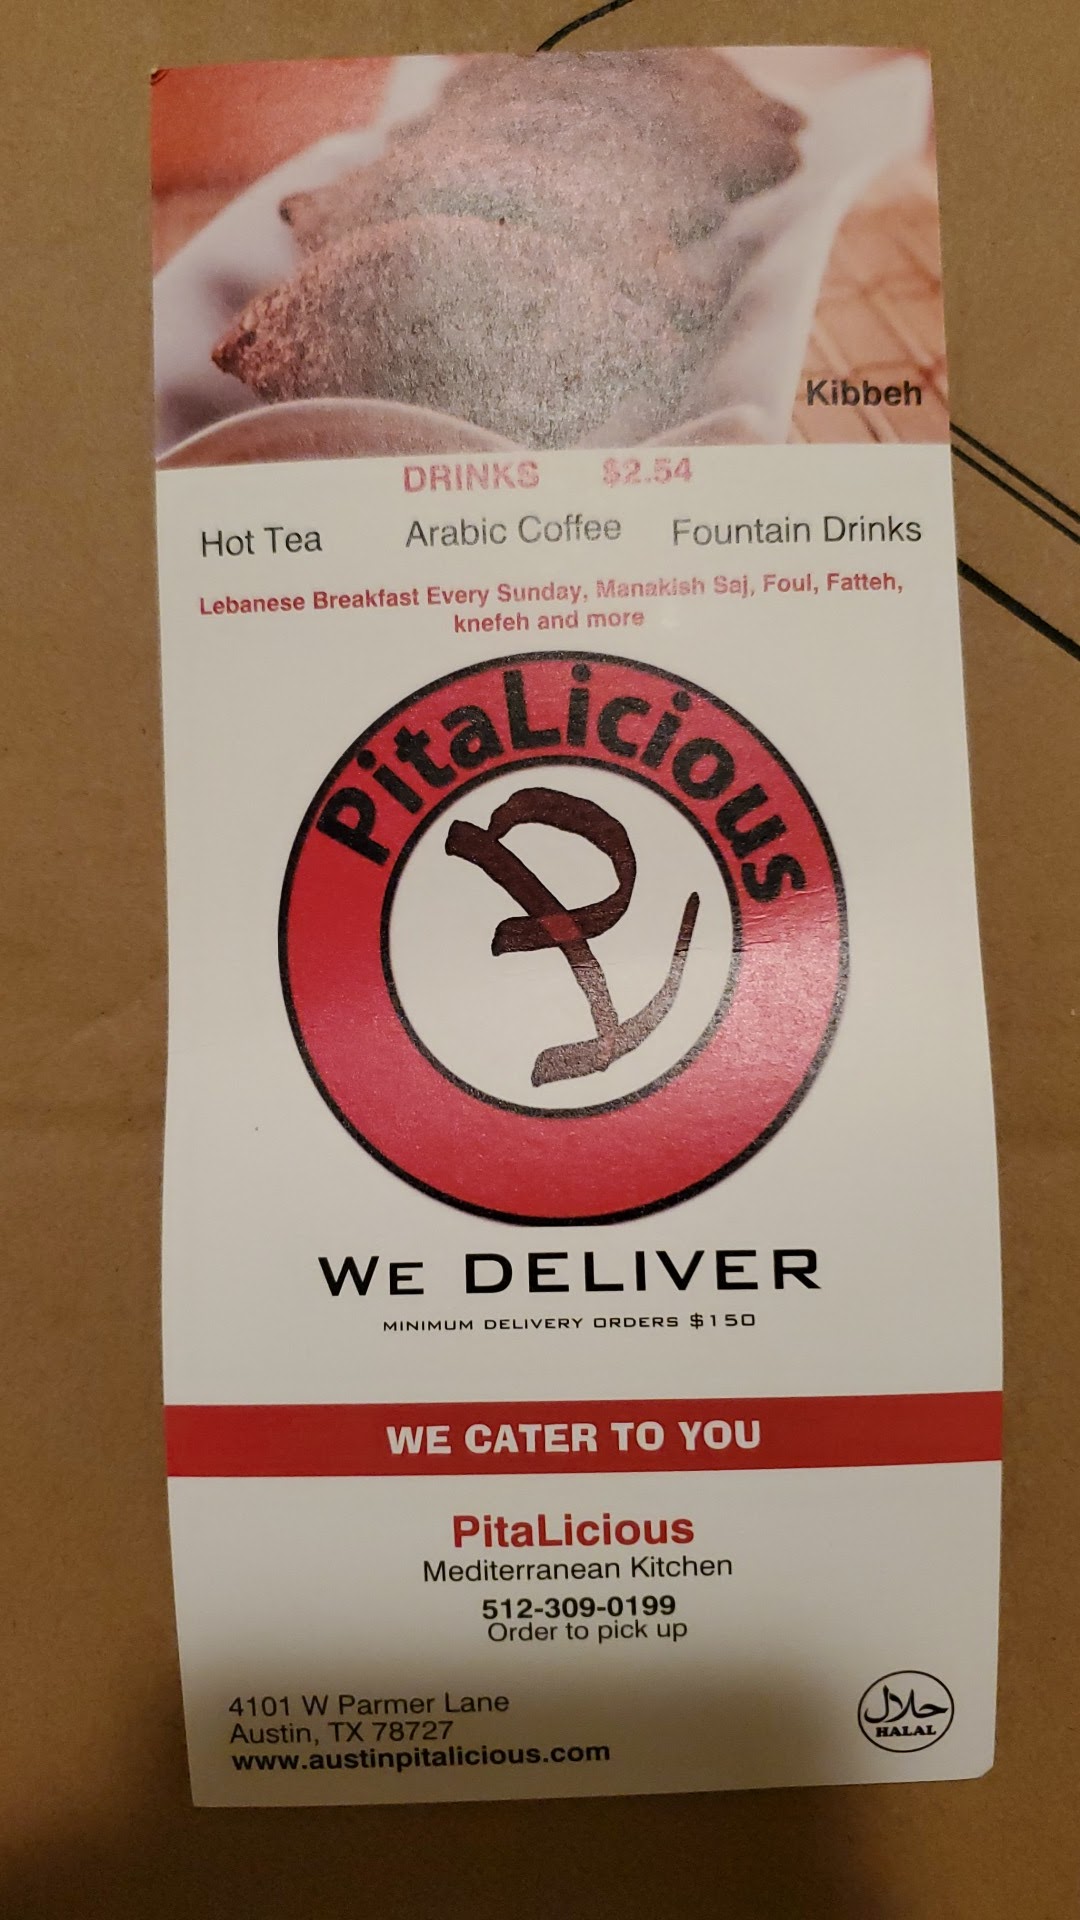 Kibbeh
DRINKS $2.54
Hot Tea Arabic Coffee Fountain Drinks
Lebanese Breakfast Every Sunday, Manakish Saj, Foul, Fatteh,
knefeh and more
PitaLicious
WE DELIVER
MINIMUM DELIVERY ORDERS $150
WE CATER TO YOU
PitaLicious
Mediterranean Kitchen
512-309-0199
Order to pick up
4101 W Parmer Lane
Austin, TX 78727
www.austinpitalicious.com
حلال
HALAL